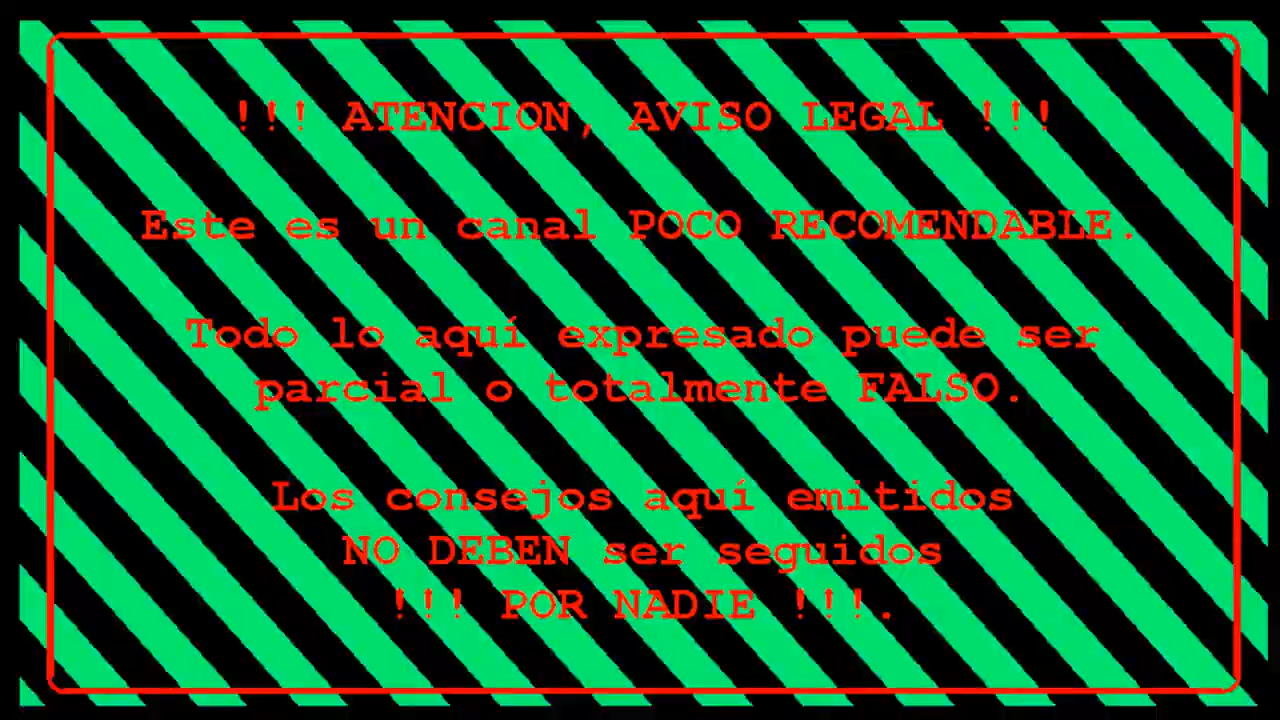 !!! ATENCION, AVISO LEGAL !!!
Este es un canal POCO RECOMENDABLE.
Todo lo aquí expresado puede ser
parcial o totalmente FALSO.
Los consejos aquí emitidos
NO DEBEN ser seguidos
!!! POR NADIE !!!.